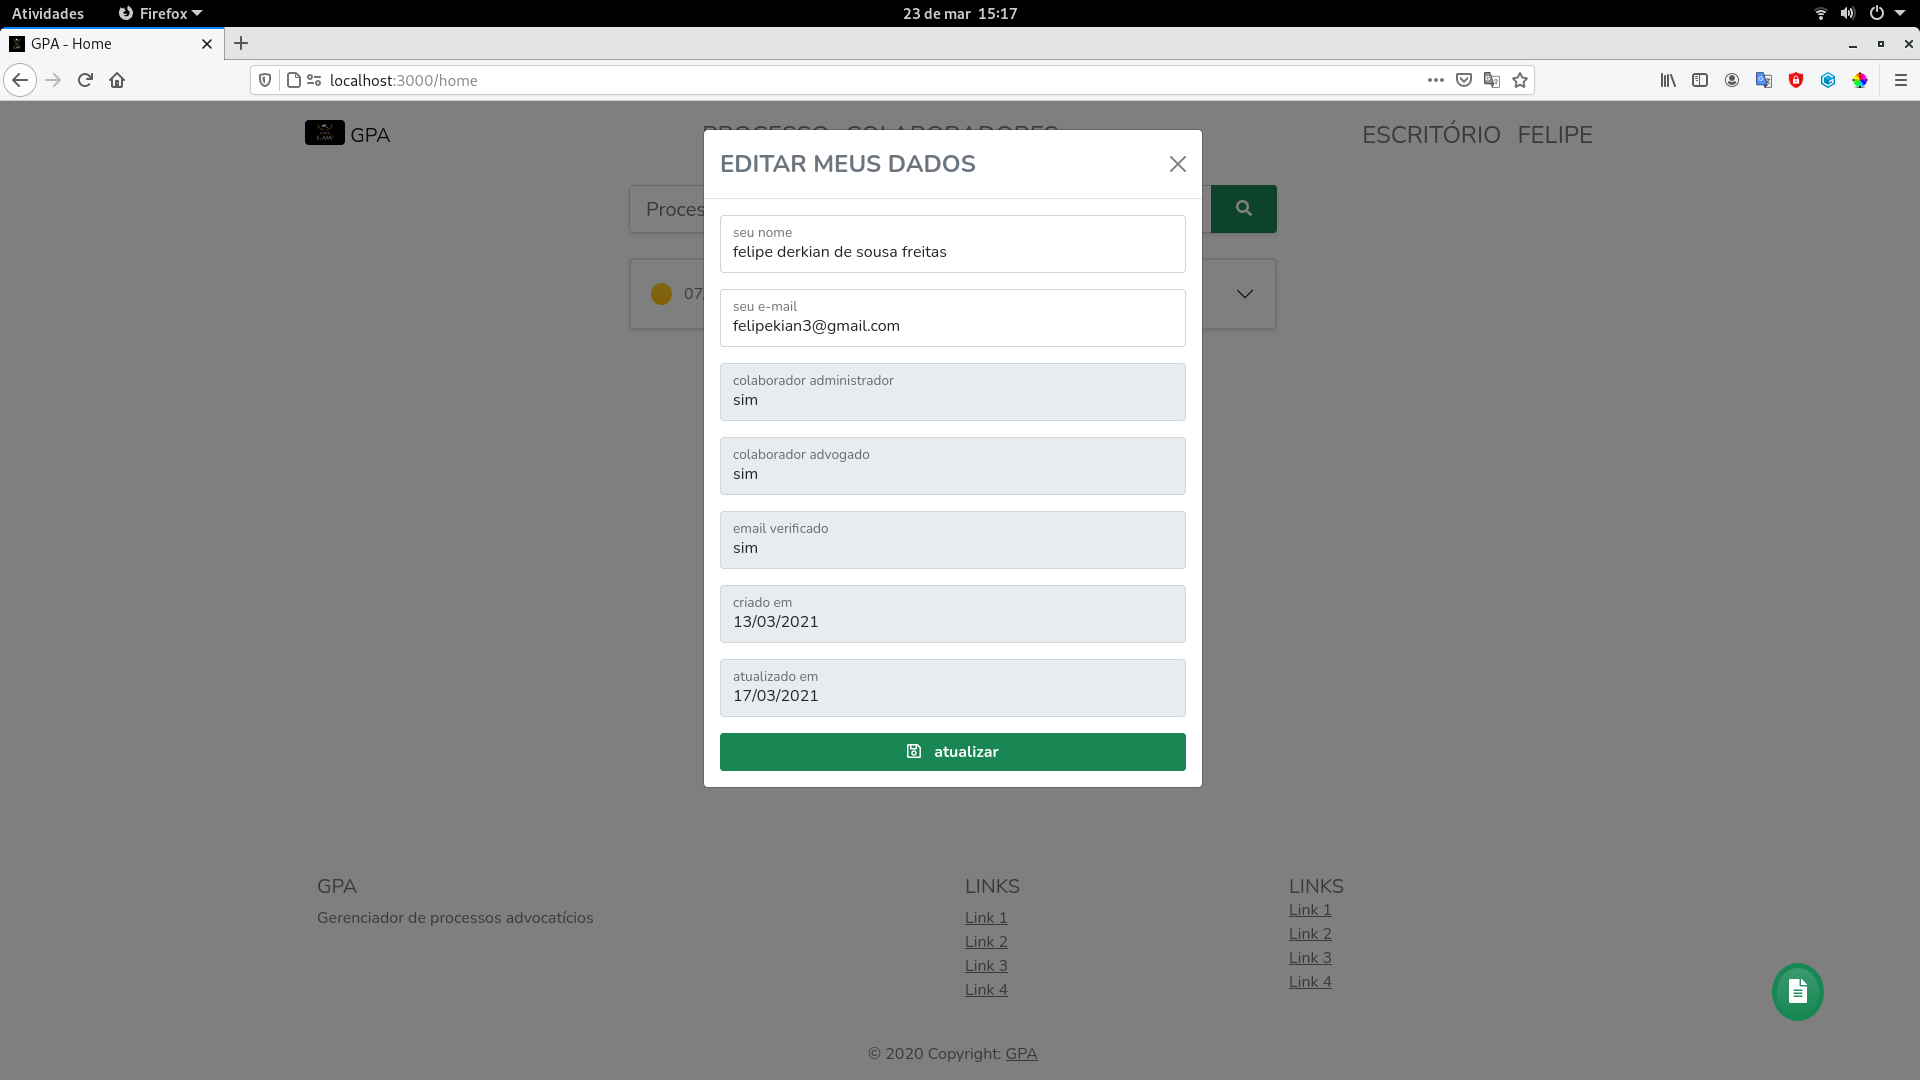 Atividades Firefox 23 de mar 15:17
GPA - Home
localhost:3000/home
GPA PROCESSO COLABORADORES ESCRITÓRIO FELIPE
EDITAR MEUS DADOS
Proces
seu nome
felipe derkian de sousa freitas
seu e-mail
felipekian3@gmail.com
07/
colaborador administrador
sim
colaborador advogado
sim
email verificado
sim
criado em
13/03/2021
atualizado em
17/03/2021
atualizar
GPA
Gerenciador de processos advocatícios
LINKS
Link 1
Link 2
Link 3
Link 4
LINKS
Link 1
Link 2
Link 3
Link 4
© 2020 Copyright: GPA